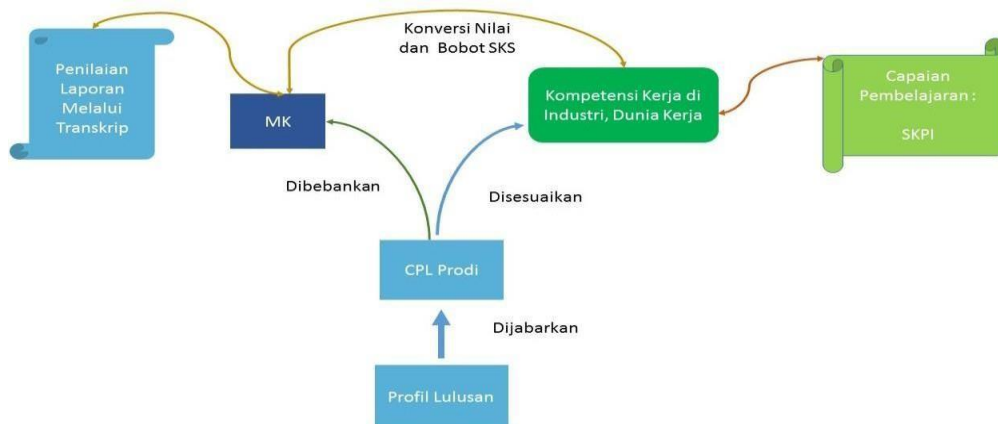 Konversi Nilai
dan Bobot SKS
Penilaian
Laporan
Melalui
Transkrip
MK
Kompetensi Kerja di
Industri, Dunia Kerja
Capaian
Pembelajaran :
SKPI
Dibebankan
Disesuaikan
CPL Prodi
Dijabarkan
Profil Lulusan